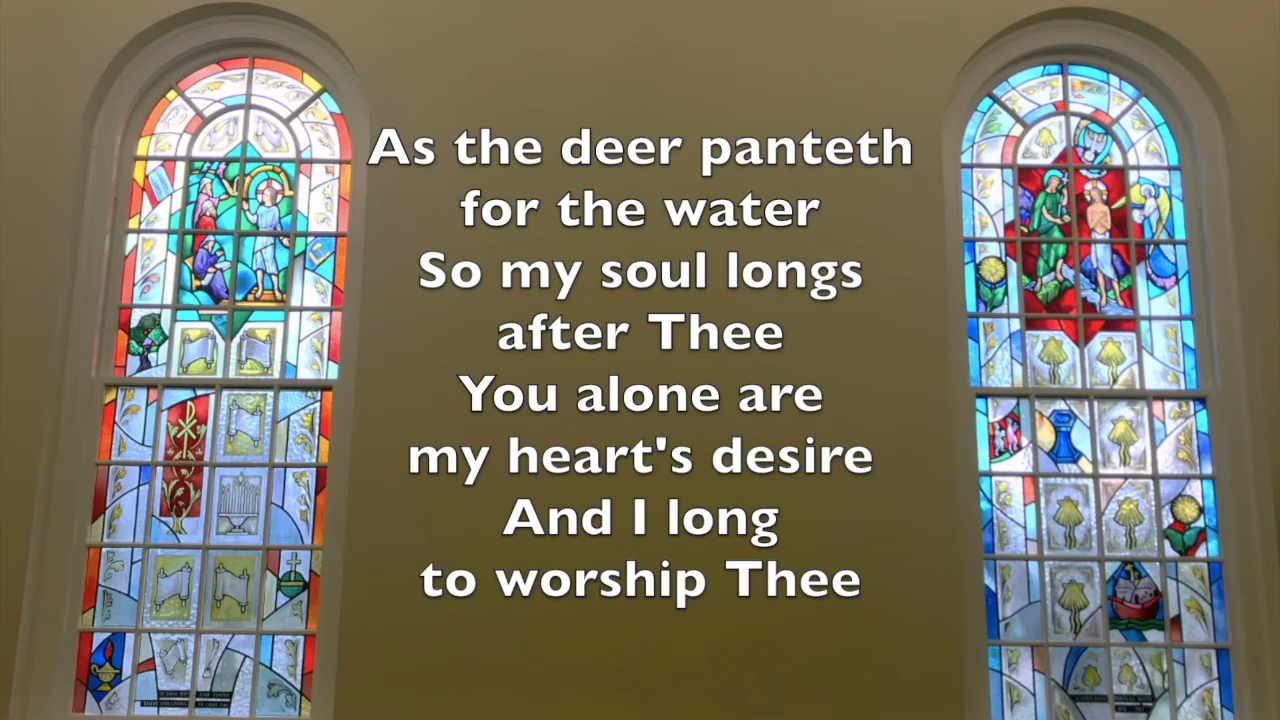 As the deer panteth
for the water
So my soul longs
after Thee
You alone are
my heart's desire
And I long
to worship Thee